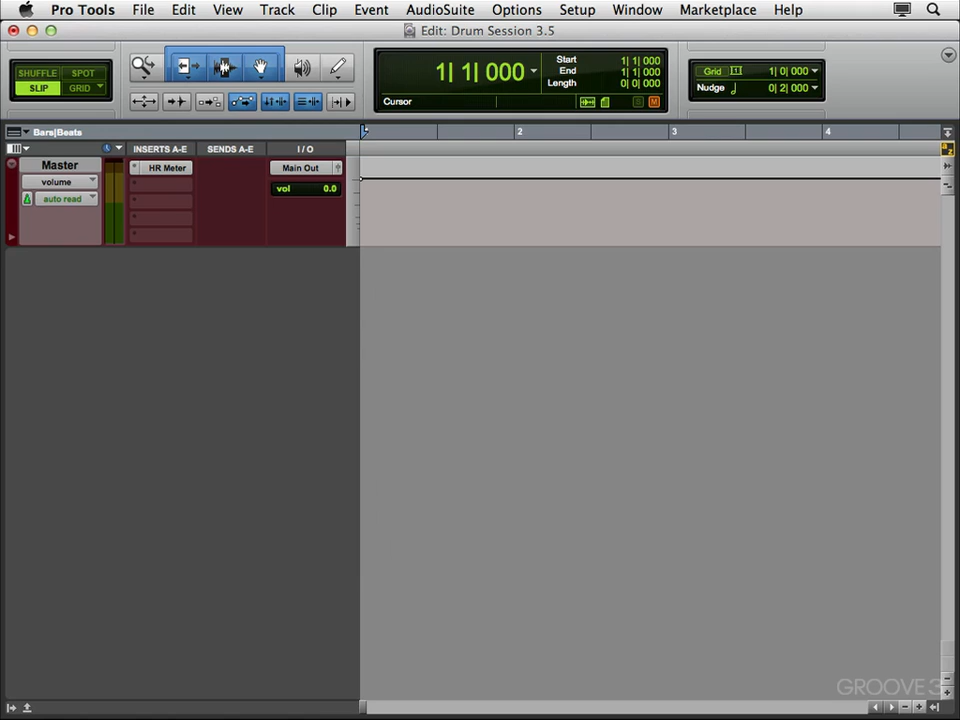 Pro Tools File Edit View Track Clip Event AudioSuite Options Setup Window Marketplace Help
Edit: Drum Session 3.5
SHUFFLE SPOT
SLIP GRID
1| 1| 000
Start 1| 1| 000
End 1| 1| 000
Length 0| 0| 000
Cursor
Grid 1| 0| 000
Nudge 0| 2| 000
Bars|Beats 2 3 4
INSERTS A-E SENDS A-E I / O
Master
HR Meter
Main Out
volume
vol 0.0
auto read
GROOVE 3